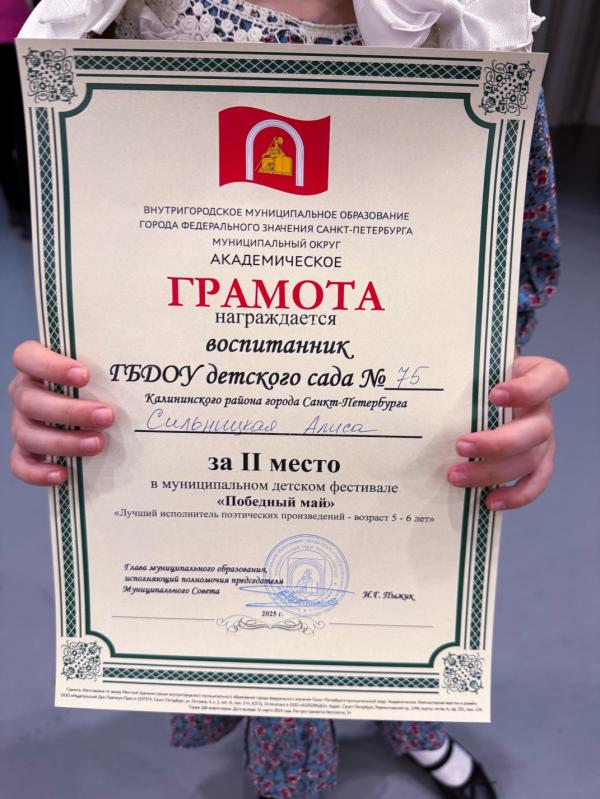 ВНУТРИГОРОДСКОЕ МУНИЦИПАЛЬНОЕ ОБРАЗОВАНИЕ
ГОРОДА ФЕДЕРАЛЬНОГО ЗНАЧЕНИЯ САНКТ-ПЕТЕРБУРГА
МУНИЦИПАЛЬНЫЙ ОКРУГ
АКАДЕМИЧЕСКОЕ
ГРАМОТА
награждается
воспитанник
ГБДОУ детского сада № 75
Калининского района города Санкт-Петербурга
Сильницкая Алиса
за II место
в муниципальном детском фестивале
«Победный май»
«Лучший исполнитель поэтических произведений - возраст 5 - 6 лет»
Глава муниципального образования,
исполняющий полномочия председателя
Муниципального Совета
И.Г. Пыжик
2025 г.